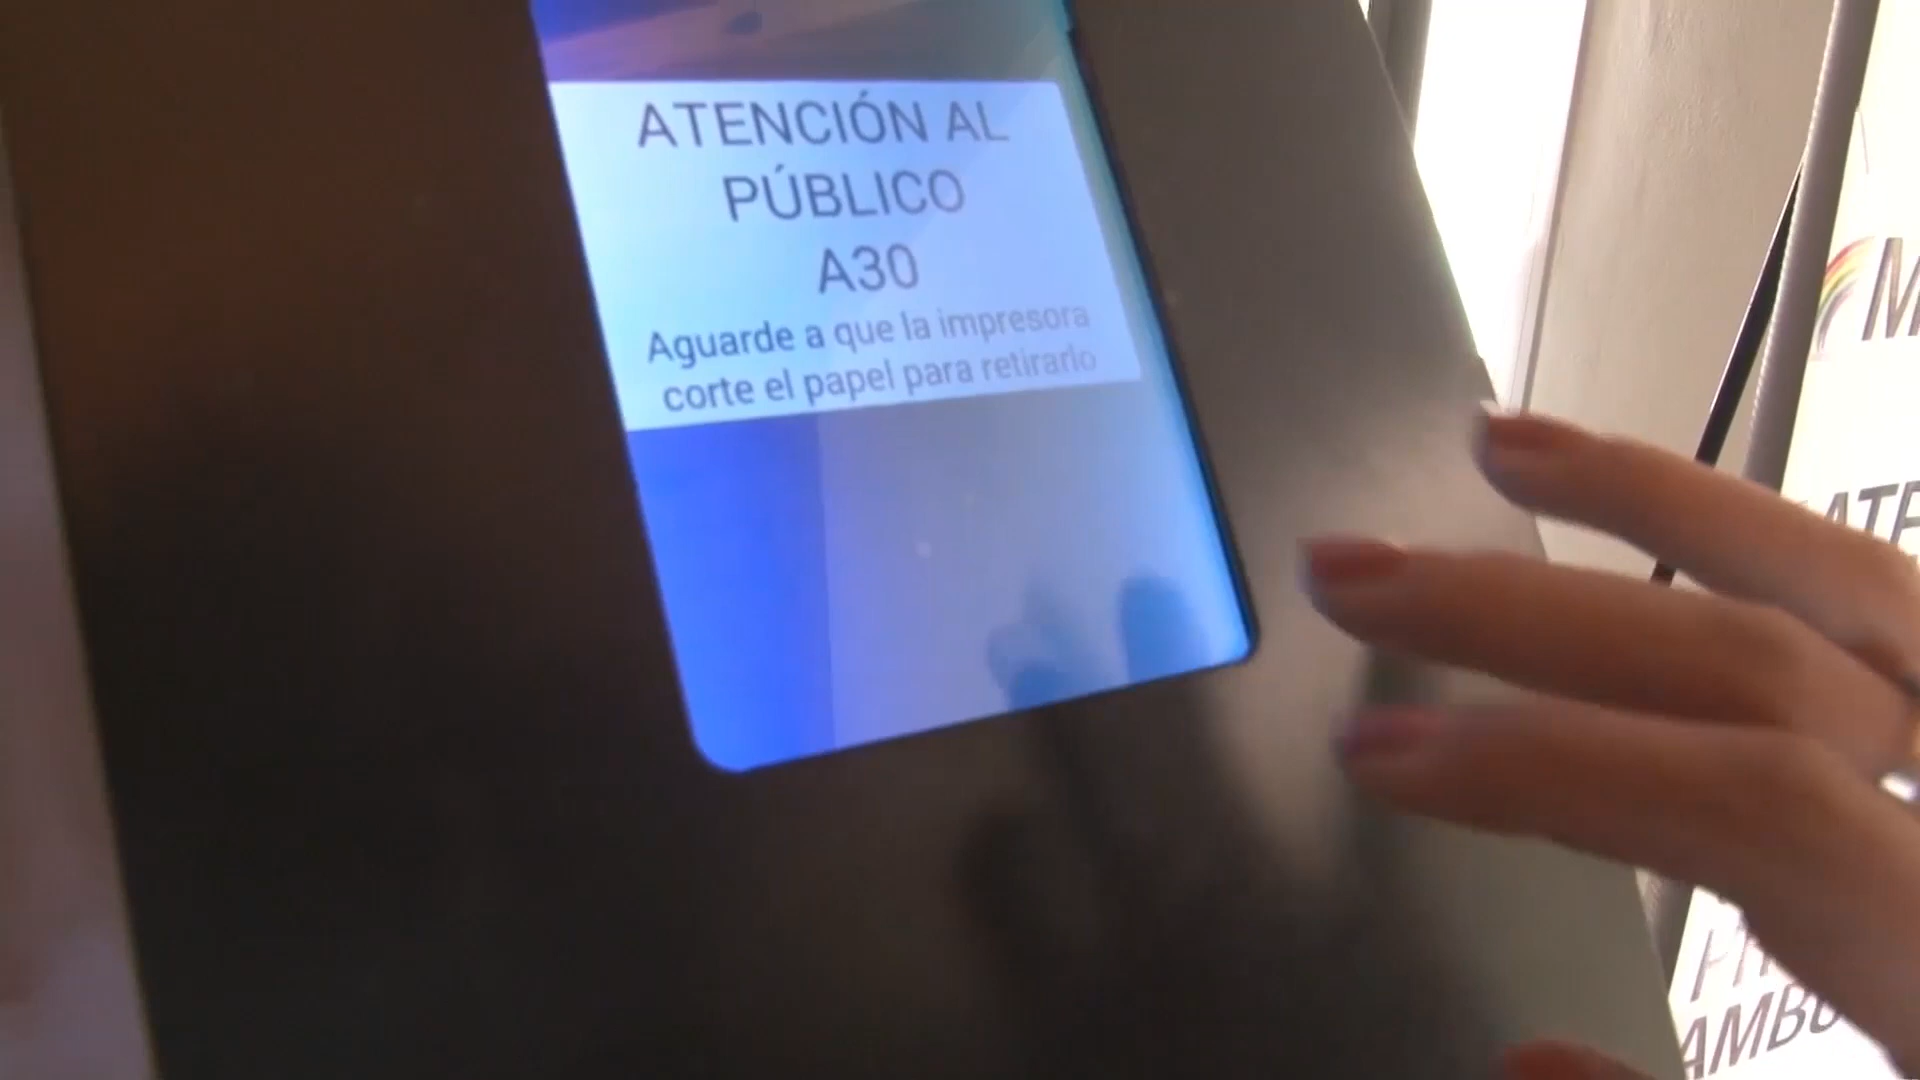 ATENCIÓN AL
PÚBLICO
A30
Aguarde a que la impresora
corte el papel para retirarlo